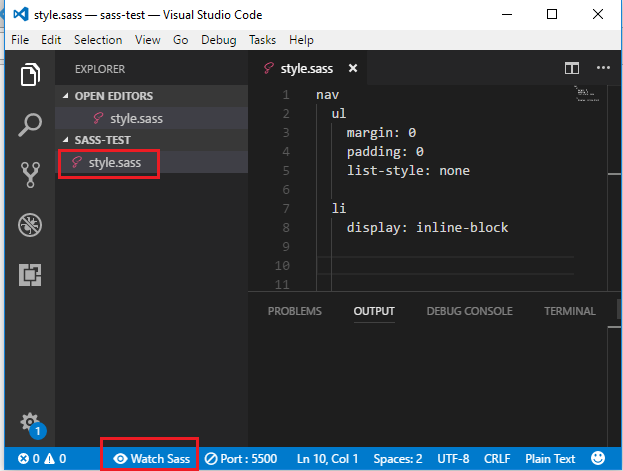 style.sass — sass-test — Visual Studio Code
File Edit Selection View Go Debug Tasks Help
EXPLORER
OPEN EDITORS
style.sass
SASS-TEST
style.sass
style.sass
1 nav
2 ul
3 margin: 0
4 padding: 0
5 list-style: none
6
7 li
8 display: inline-block
9
10
11
PROBLEMS OUTPUT DEBUG CONSOLE TERMINAL
1
0 0 Watch Sass Port : 5500 Ln 10, Col 1 Spaces: 2 UTF-8 CRLF Plain Text